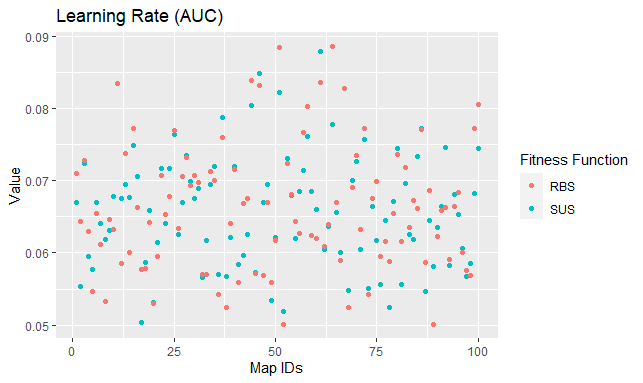 Learning Rate (AUC)
0.09
0.08
0.07
0.06
0.05
Value
0 25 50 75 100
Map IDs
Fitness Function
RBS
SUS